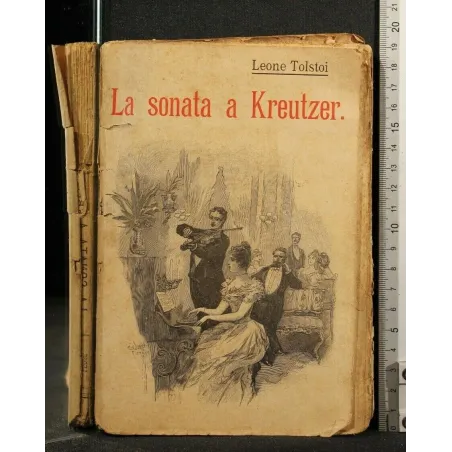 Leone Tolstoi
La sonata a Kreutzer.